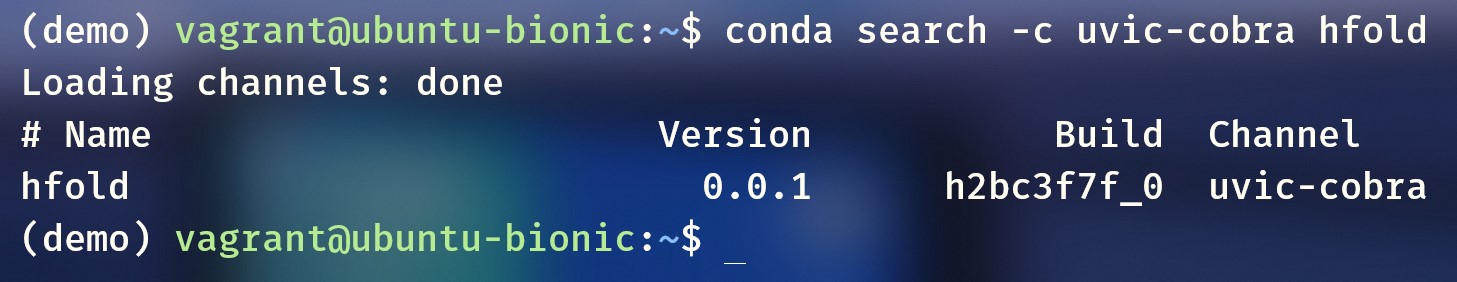 (demo) vagrant@ubuntu-bionic:~$ conda search -c uvic-cobra hfold
Loading channels: done
# Name                       Version           Build  Channel
hfold                          0.0.1      h2bc3f7f_0  uvic-cobra
(demo) vagrant@ubuntu-bionic:~$ _